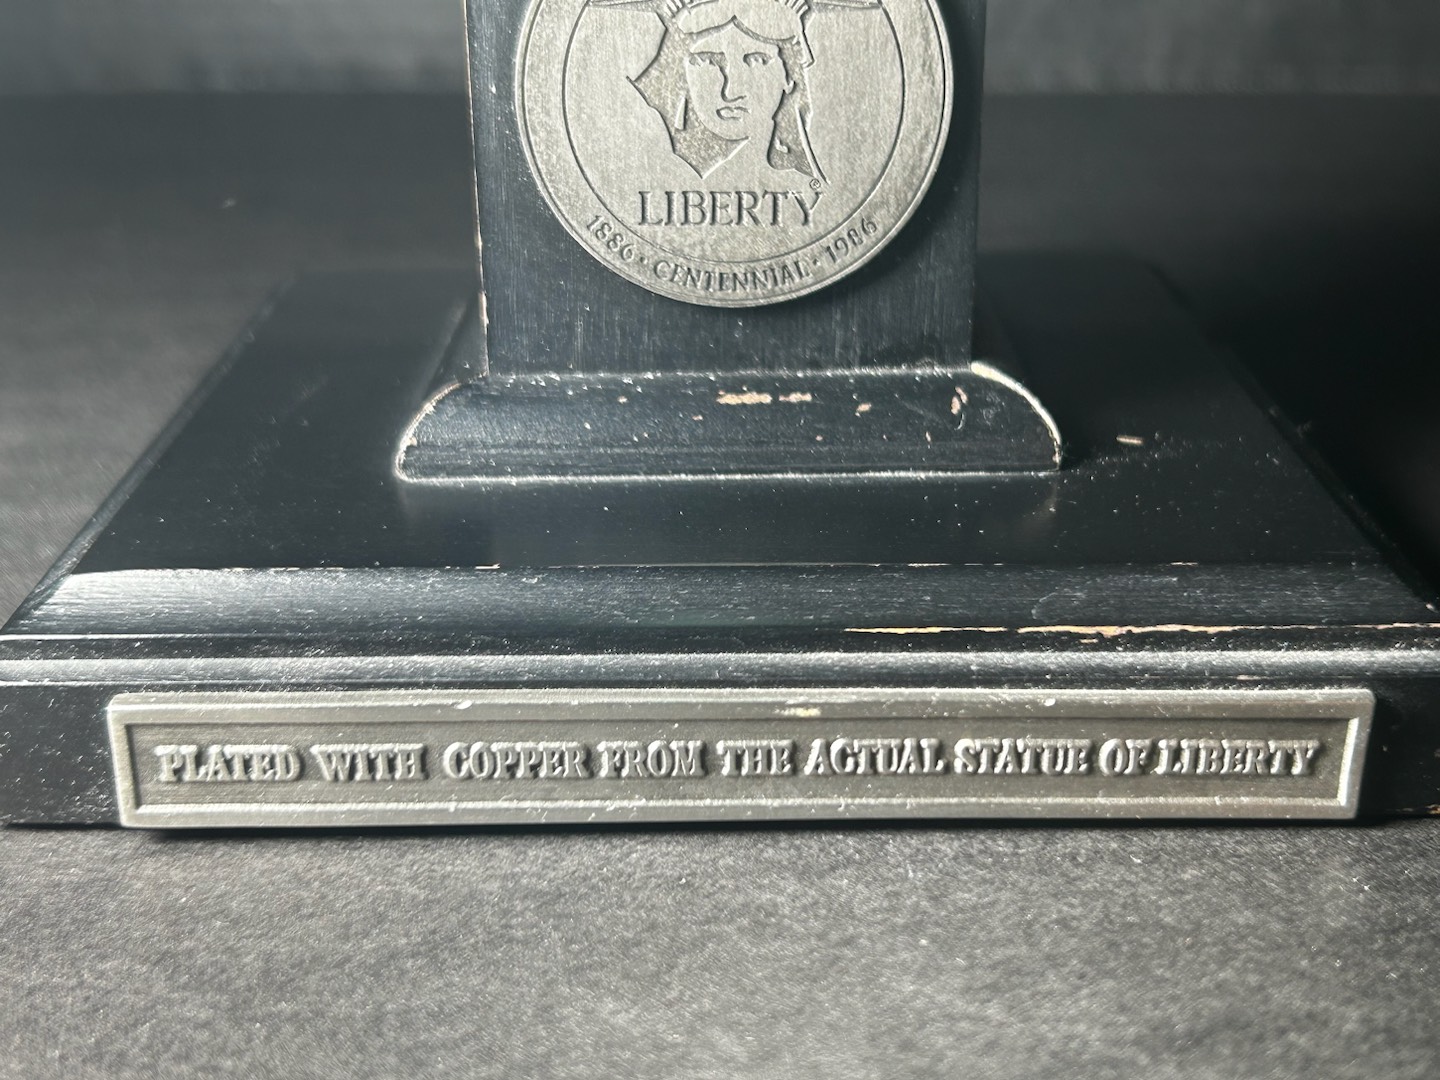 LIBERTY®
1886 • CENTENNIAL • 1986
PLATED WITH COPPER FROM THE ACTUAL STATUE OF LIBERTY